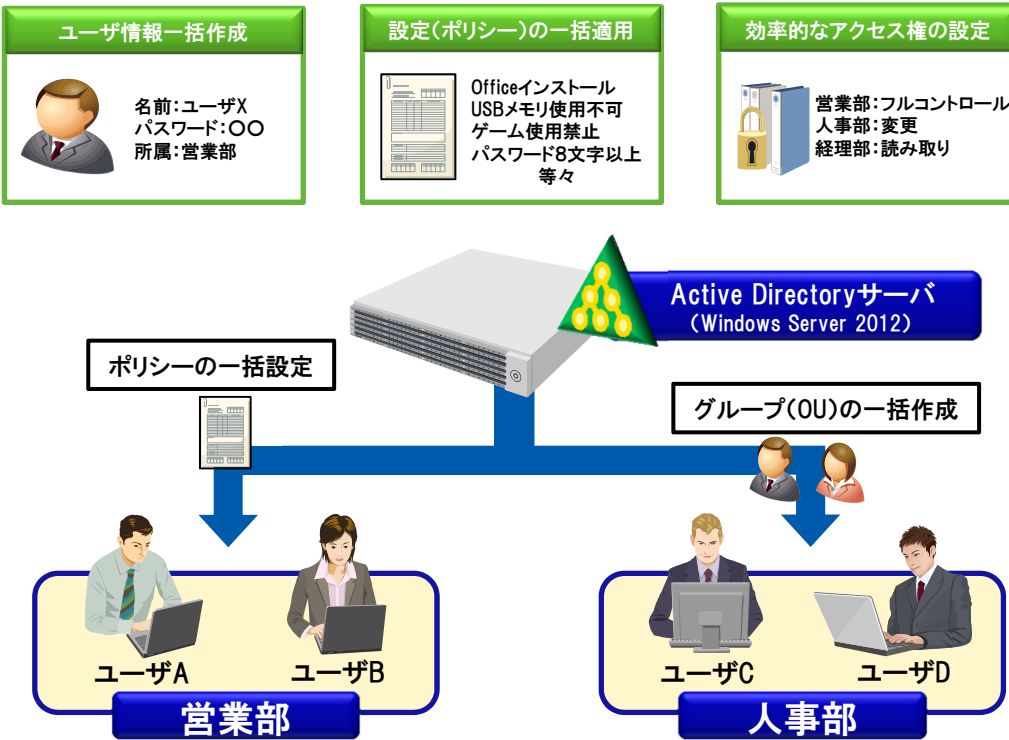 ユーザ情報一括作成
名前:ユーザX
パスワード:〇〇
所属:営業部
設定(ポリシー)の一括適用
Officeインストール
USBメモリ使用不可
ゲーム使用禁止
パスワード8文字以上
等々
効率的なアクセス権の設定
営業部:フルコントロール
人事部:変更
経理部:読み取り
Active Directoryサーバ
(Windows Server 2012)
ポリシーの一括設定
グループ(OU)の一括作成
ユーザA
ユーザB
営業部
ユーザC
ユーザD
人事部